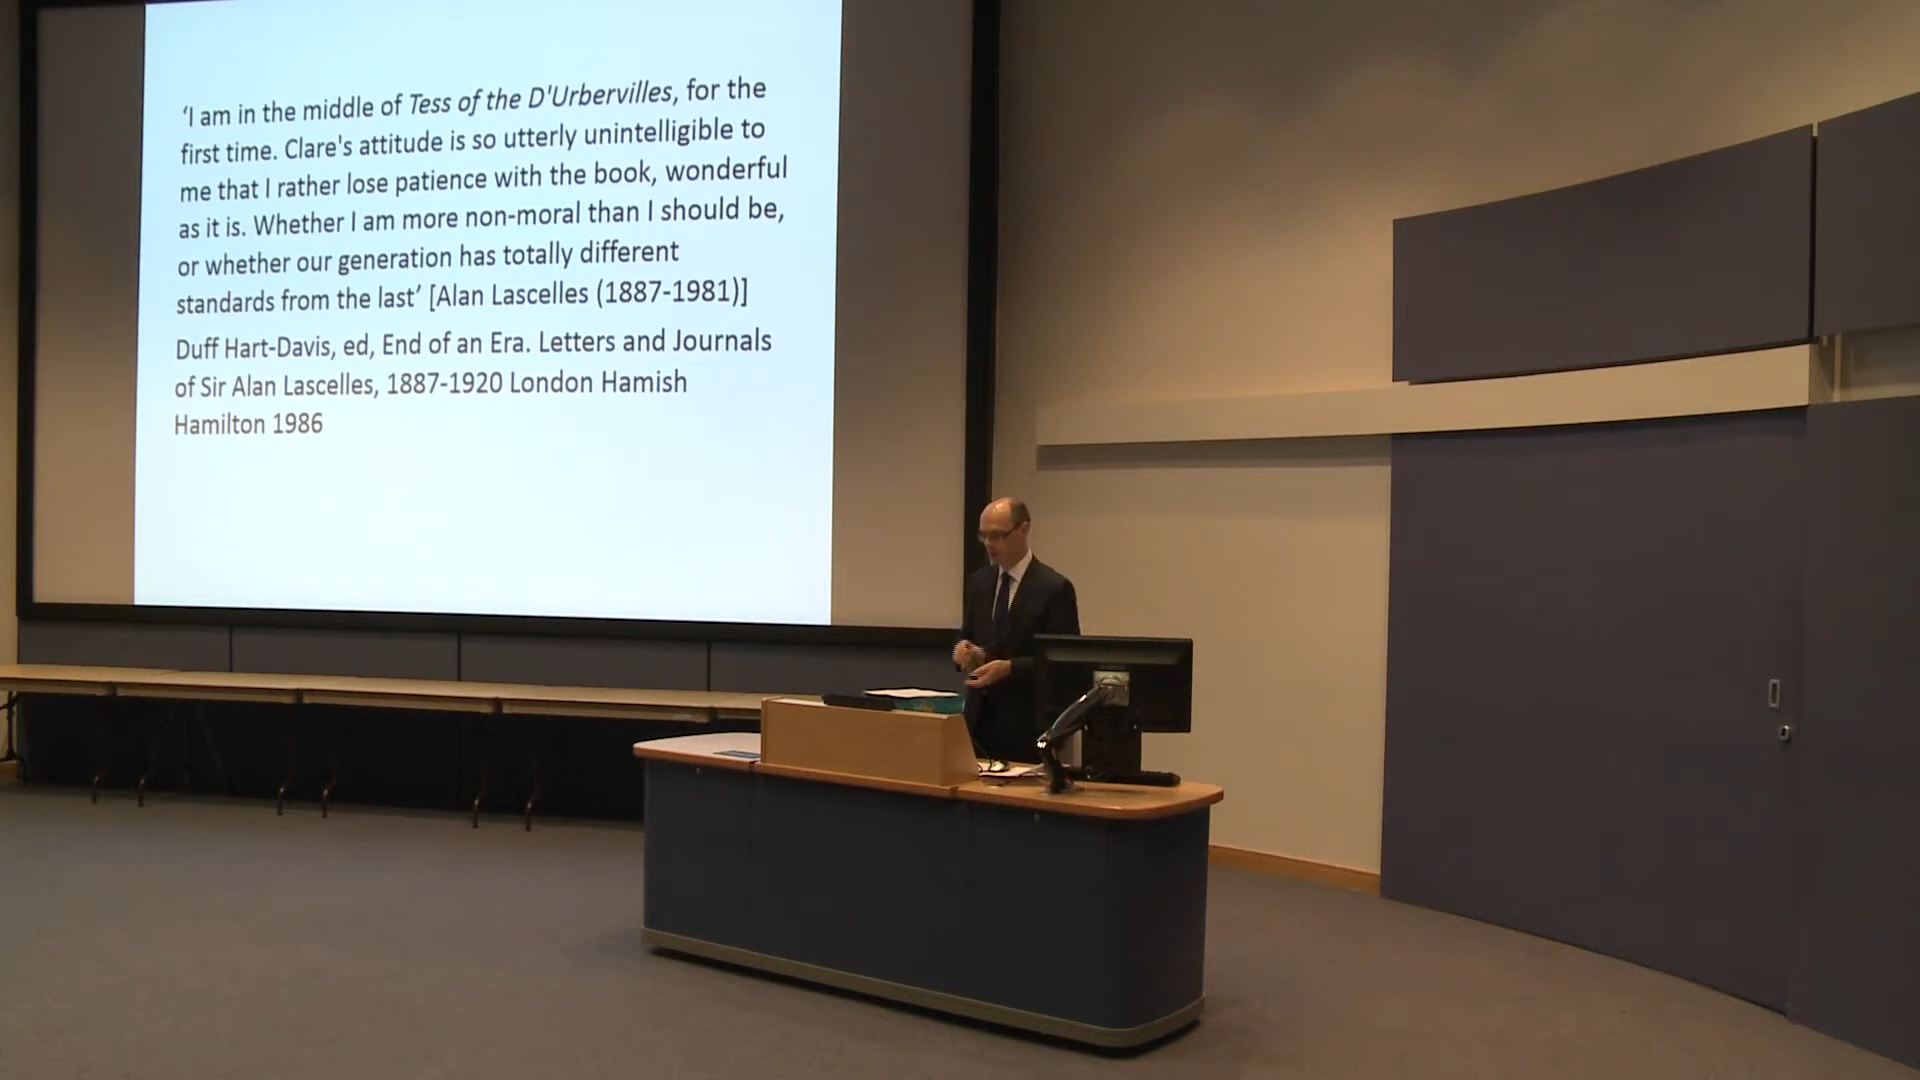 ‘I am in the middle of Tess of the D'Urbervilles, for the
first time. Clare's attitude is so utterly unintelligible to
me that I rather lose patience with the book, wonderful
as it is. Whether I am more non-moral than I should be,
or whether our generation has totally different
standards from the last’ [Alan Lascelles (1887-1981)]
Duff Hart-Davis, ed, End of an Era. Letters and Journals
of Sir Alan Lascelles, 1887-1920 London Hamish
Hamilton 1986